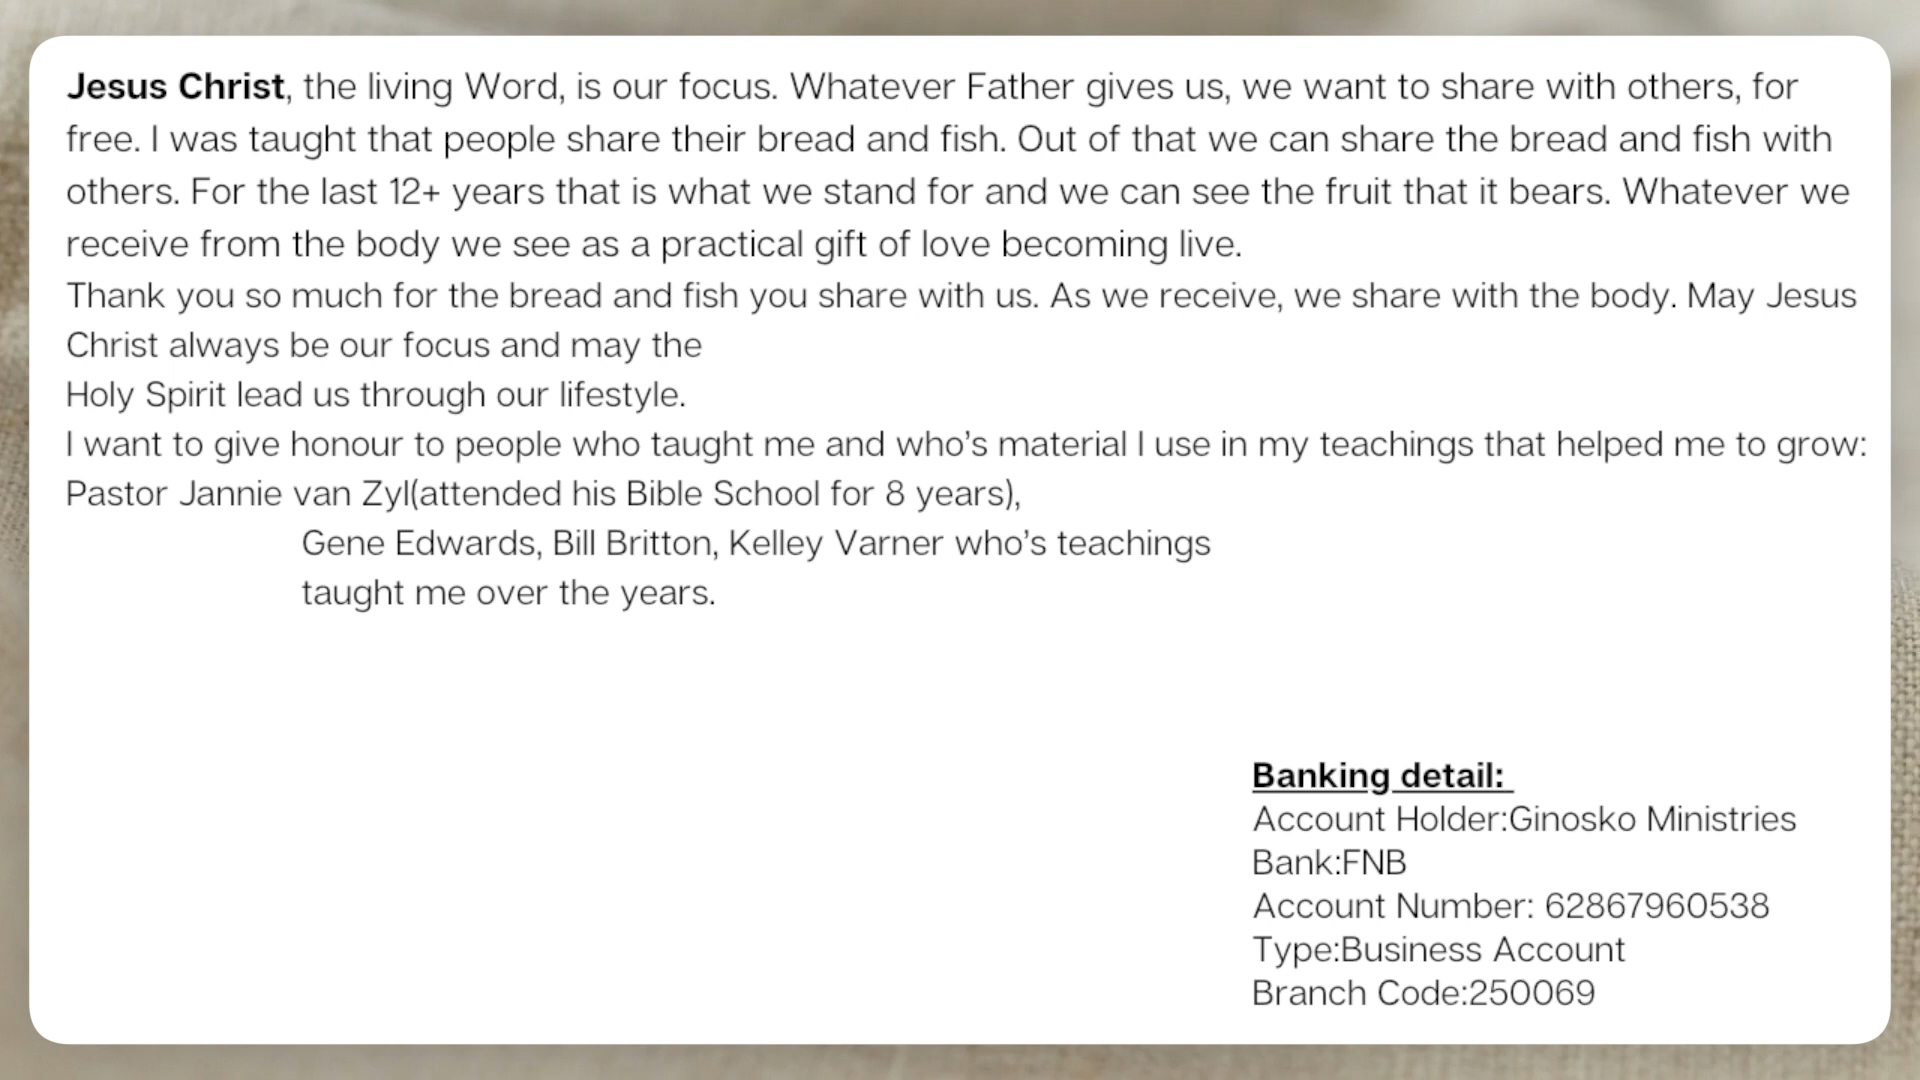 Jesus Christ, the living Word, is our focus. Whatever Father gives us, we want to share with others, for
free. I was taught that people share their bread and fish. Out of that we can share the bread and fish with
others. For the last 12+ years that is what we stand for and we can see the fruit that it bears. Whatever we
receive from the body we see as a practical gift of love becoming live.
Thank you so much for the bread and fish you share with us. As we receive, we share with the body. May Jesus
Christ always be our focus and may the
Holy Spirit lead us through our lifestyle.
I want to give honour to people who taught me and who’s material I use in my teachings that helped me to grow:
Pastor Jannie van Zyl(attended his Bible School for 8 years),
Gene Edwards, Bill Britton, Kelley Varner who’s teachings
taught me over the years.
Banking detail:
Account Holder:Ginosko Ministries
Bank:FNB
Account Number: 62867960538
Type:Business Account
Branch Code:250069